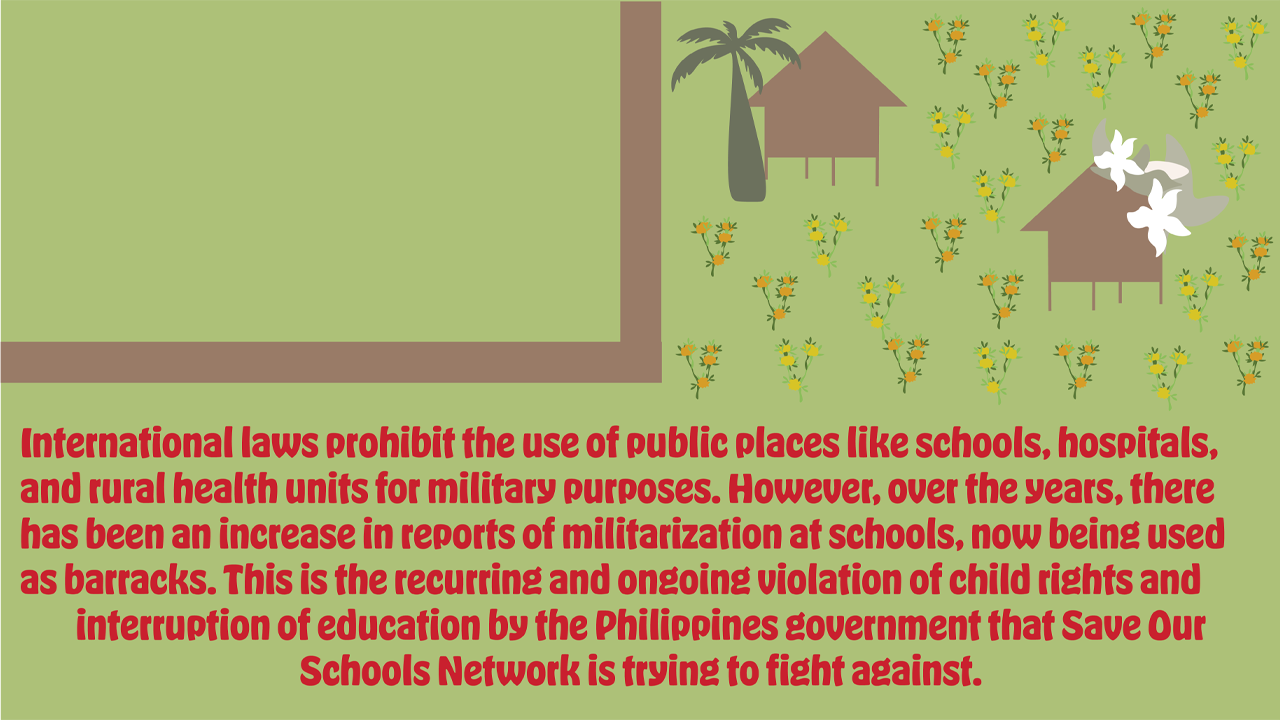 International laws prohibit the use of public places like schools, hospitals,
and rural health units for military purposes. However, over the years, there
has been an increase in reports of militarization at schools, now being used
as barracks. This is the recurring and ongoing violation of child rights and
interruption of education by the Philippines government that Save Our
Schools Network is trying to fight against.